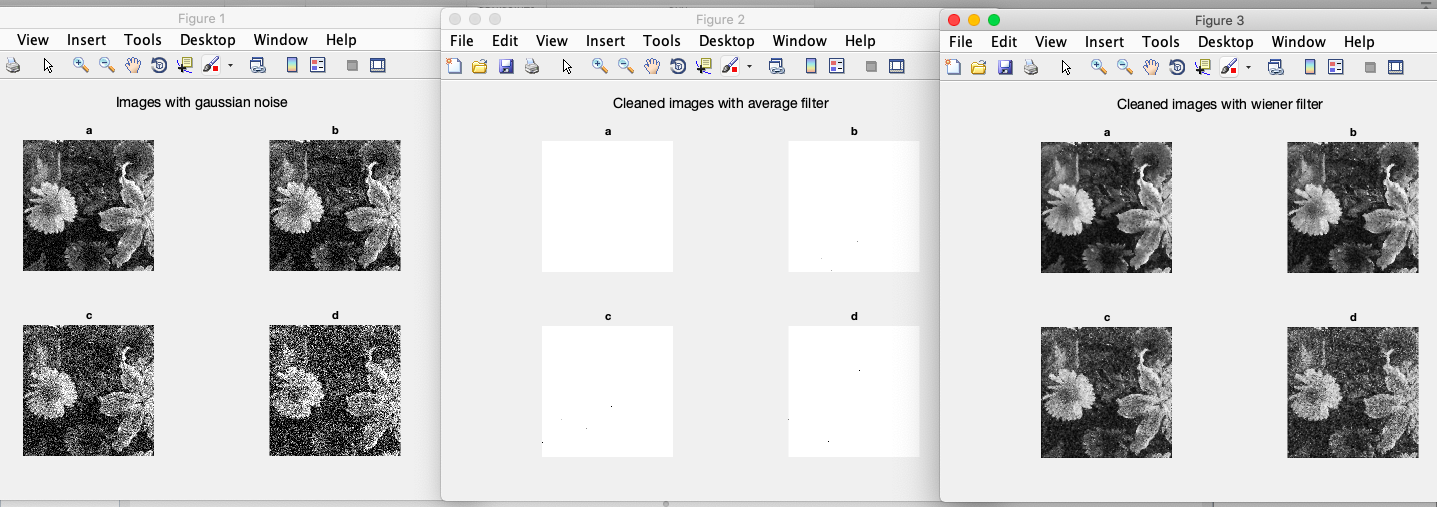 Figure 1
View Insert Tools Desktop Window Help
Images with gaussian noise
a
b
c
d
Figure 2
File Edit View Insert Tools Desktop Window Help
Cleaned images with average filter
a
b
c
d
Figure 3
File Edit View Insert Tools Desktop Window Help
Cleaned images with wiener filter
a
b
c
d